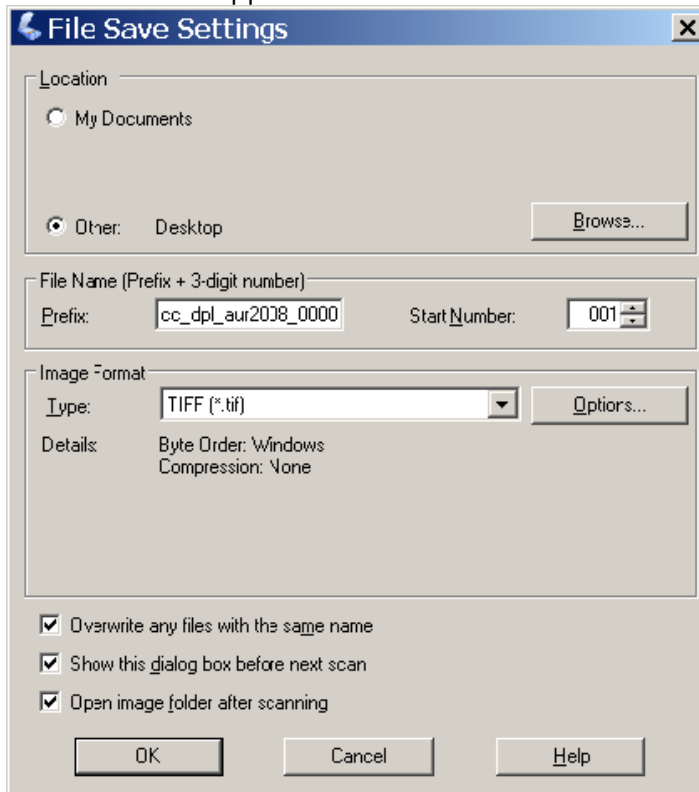 File Save Settings
Location
My Documents
Other: Desktop Browse...
File Name (Prefix + 3-digit number)
Prefix: cc_dpl_aur2008_0000 Start Number: 001
Image Format
Type: TIFF (*.tif) Options...
Details: Byte Order: Windows
Compression: None
Overwrite any files with the same name
Show this dialog box before next scan
Open image folder after scanning
OK Cancel Help